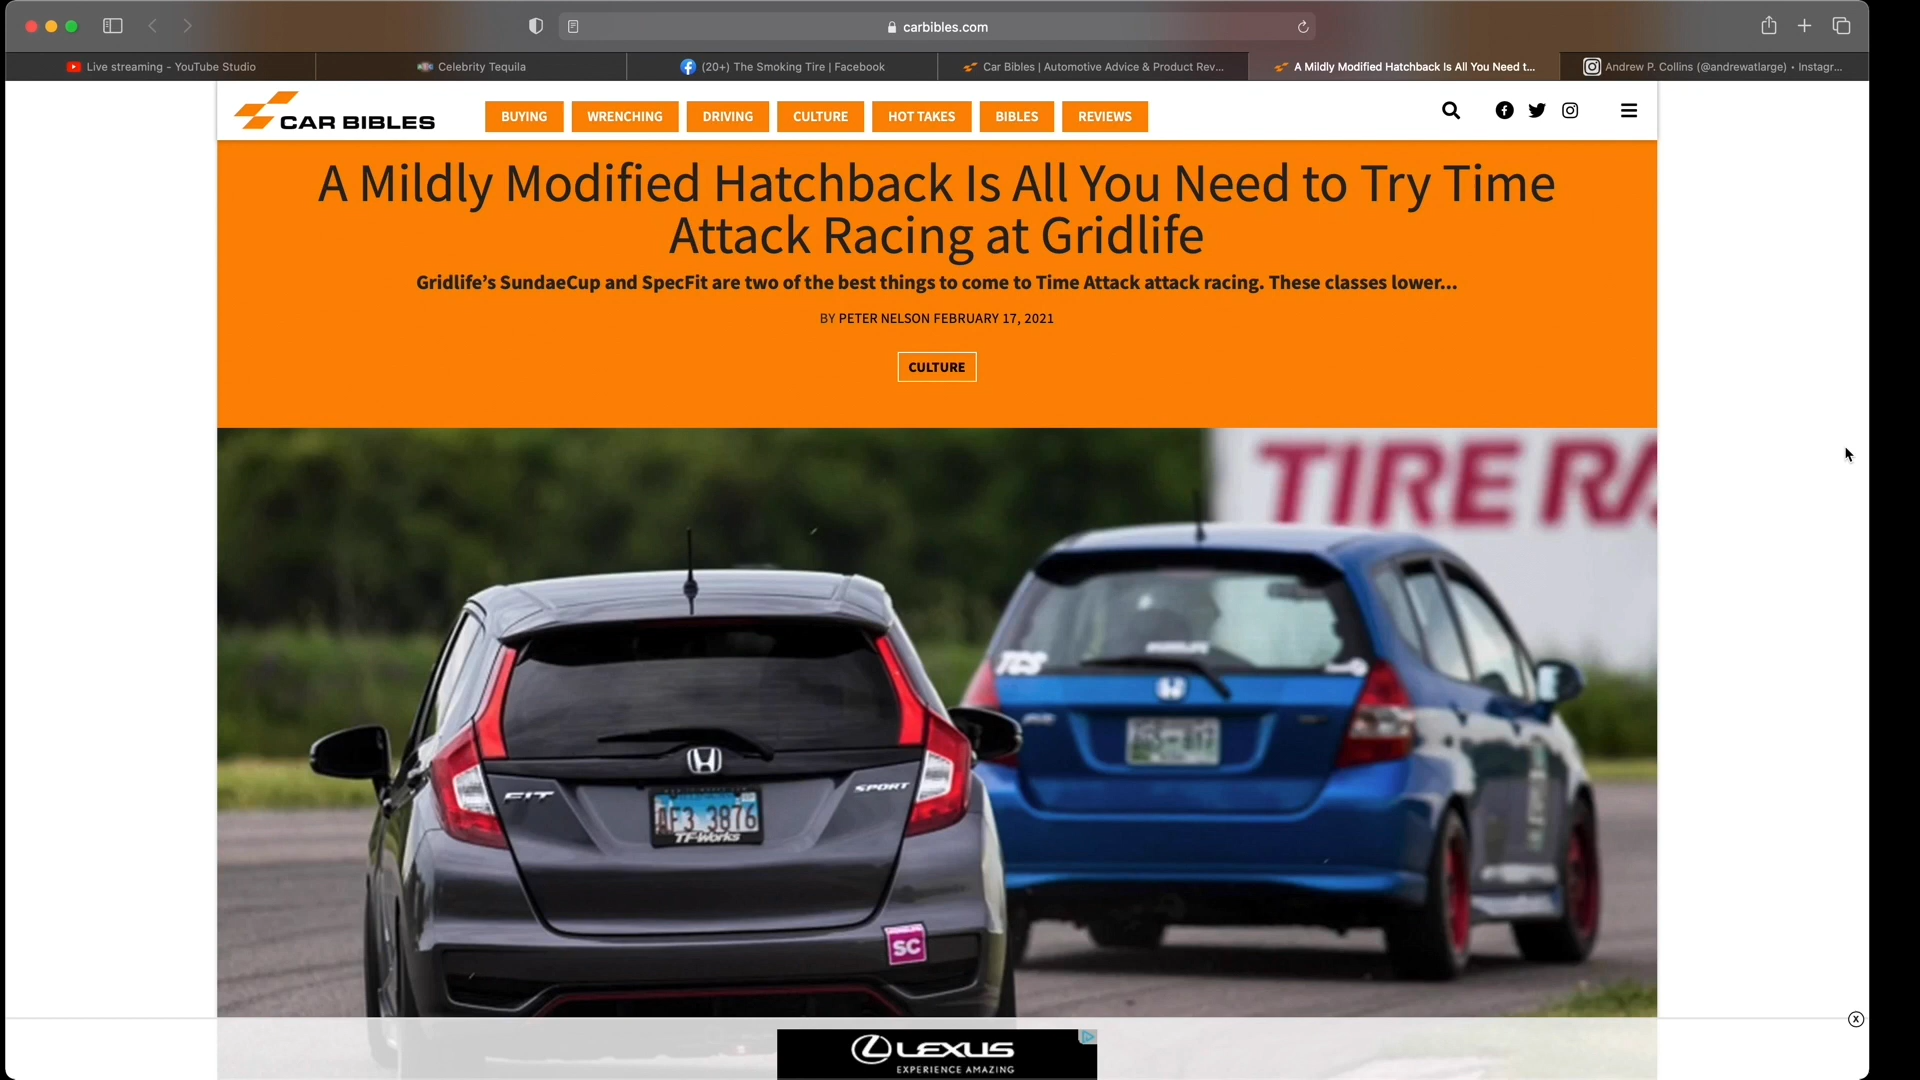 carbibles.com
Live streaming - YouTube Studio
Celebrity Tequila
(20+) The Smoking Tire | Facebook
Car Bibles | Automotive Advice & Product Rev...
A Mildly Modified Hatchback Is All You Need t...
Andrew P. Collins (@andrewatlarge) • Instagr...
CAR BIBLES
BUYING
WRENCHING
DRIVING
CULTURE
HOT TAKES
BIBLES
REVIEWS
A Mildly Modified Hatchback Is All You Need to Try Time
Attack Racing at Gridlife
Gridlife’s SundaeCup and SpecFit are two of the best things to come to Time Attack attack racing. These classes lower...
BY PETER NELSON FEBRUARY 17, 2021
CULTURE
TIRE RA
TCS
FIT
SPORT
AF3 3876
TF-Works
SC
LEXUS
EXPERIENCE AMAZING